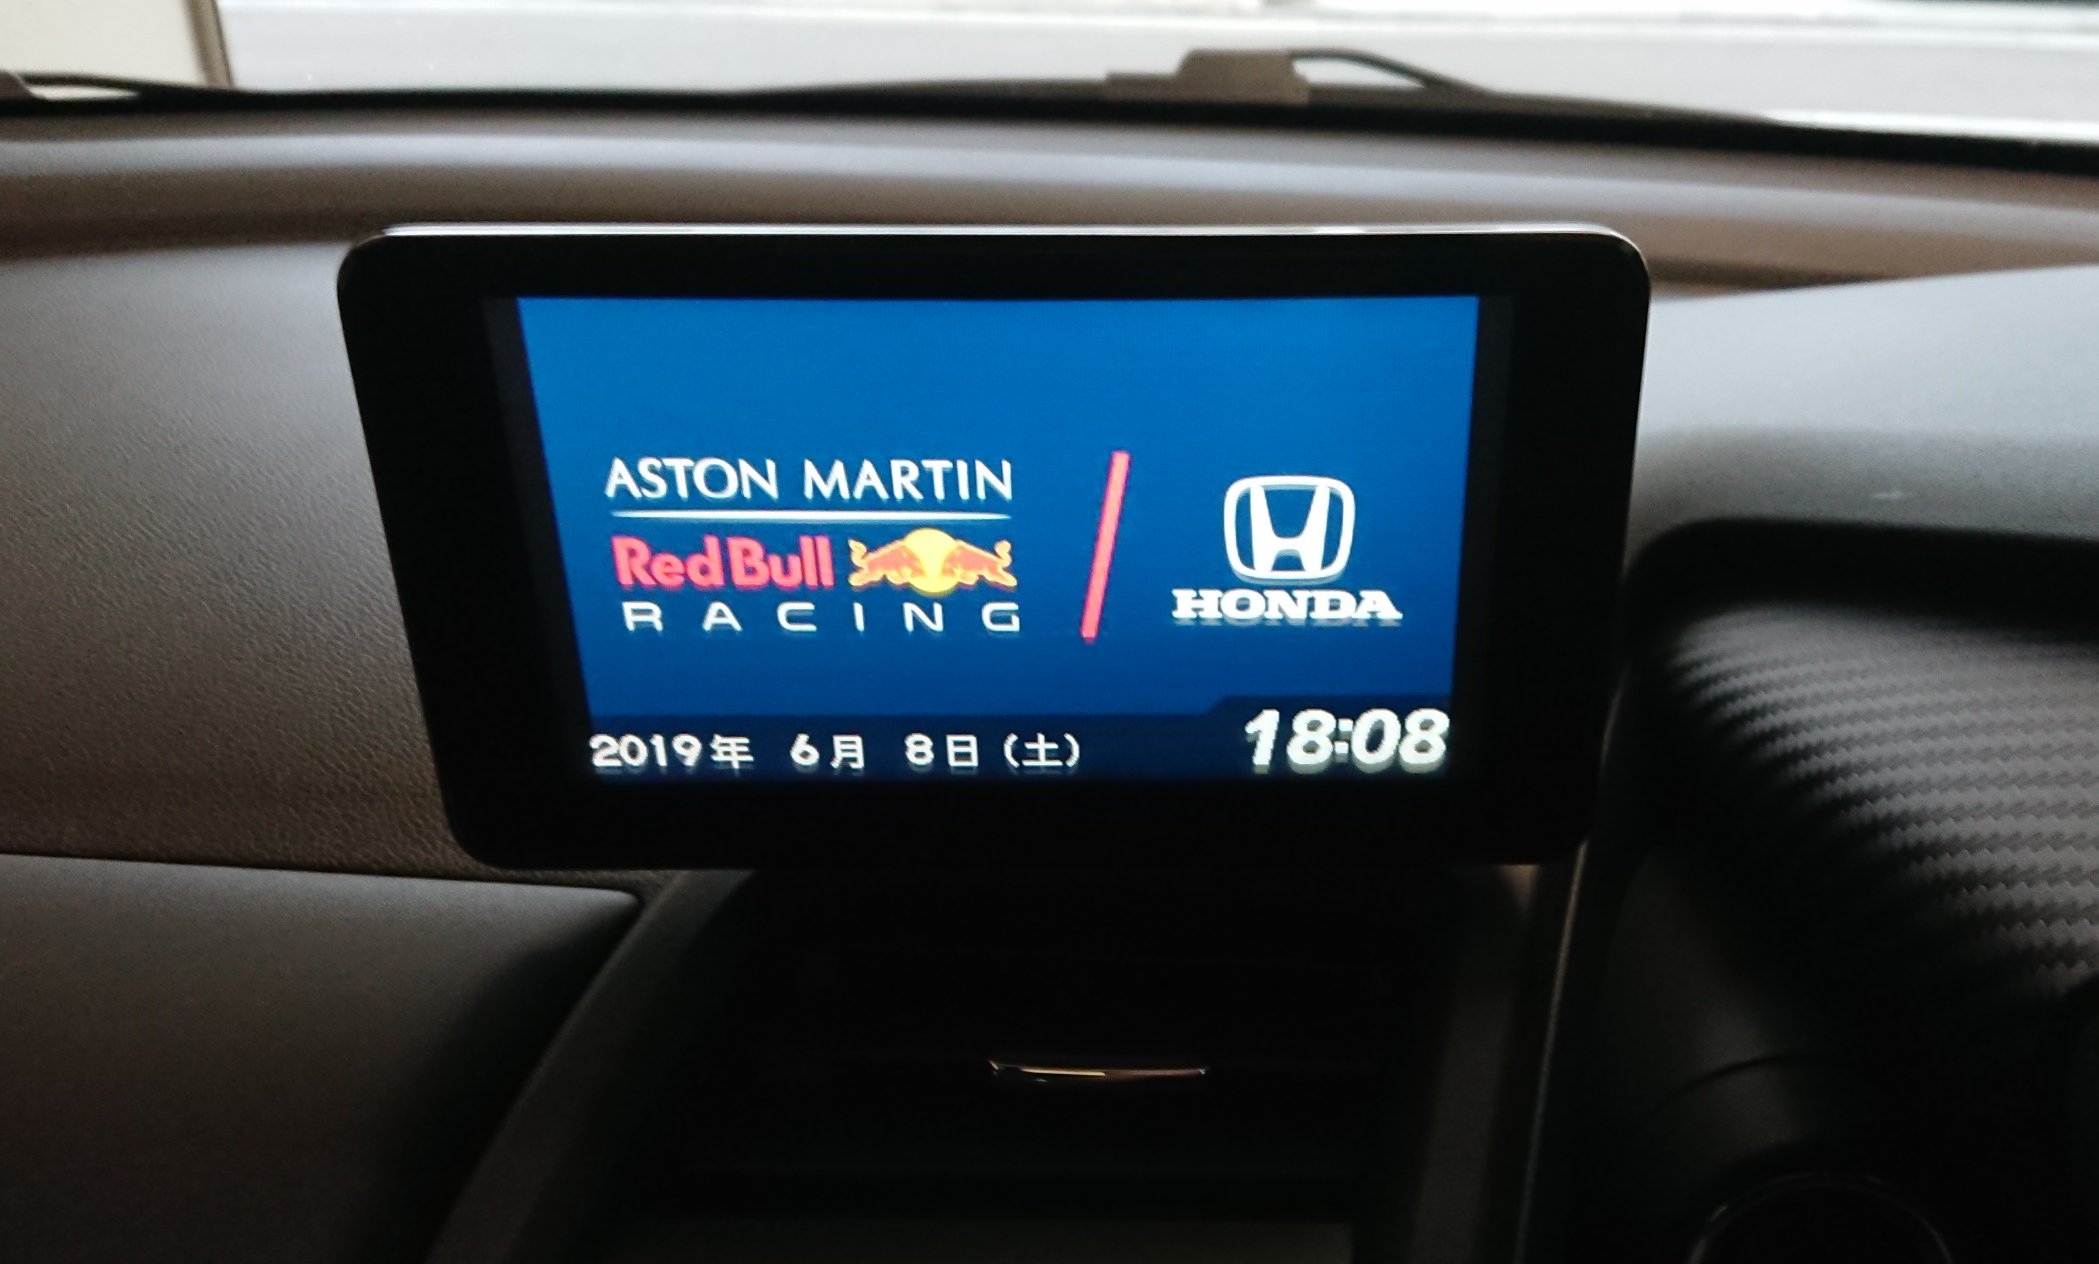 ASTON MARTIN
Red Bull
RACING
HONDA
2019年 6月 8日 (土)
18:08